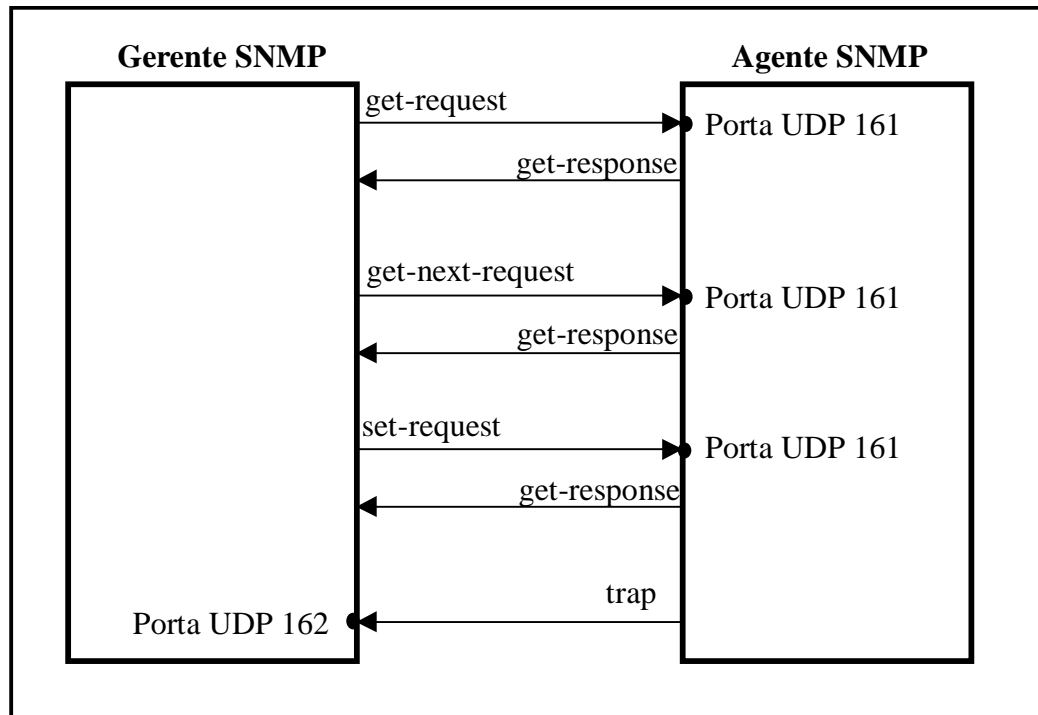 Gerente SNMP
Agente SNMP
get-request
Porta UDP 161
get-response
get-next-request
Porta UDP 161
get-response
set-request
Porta UDP 161
get-response
trap
Porta UDP 162